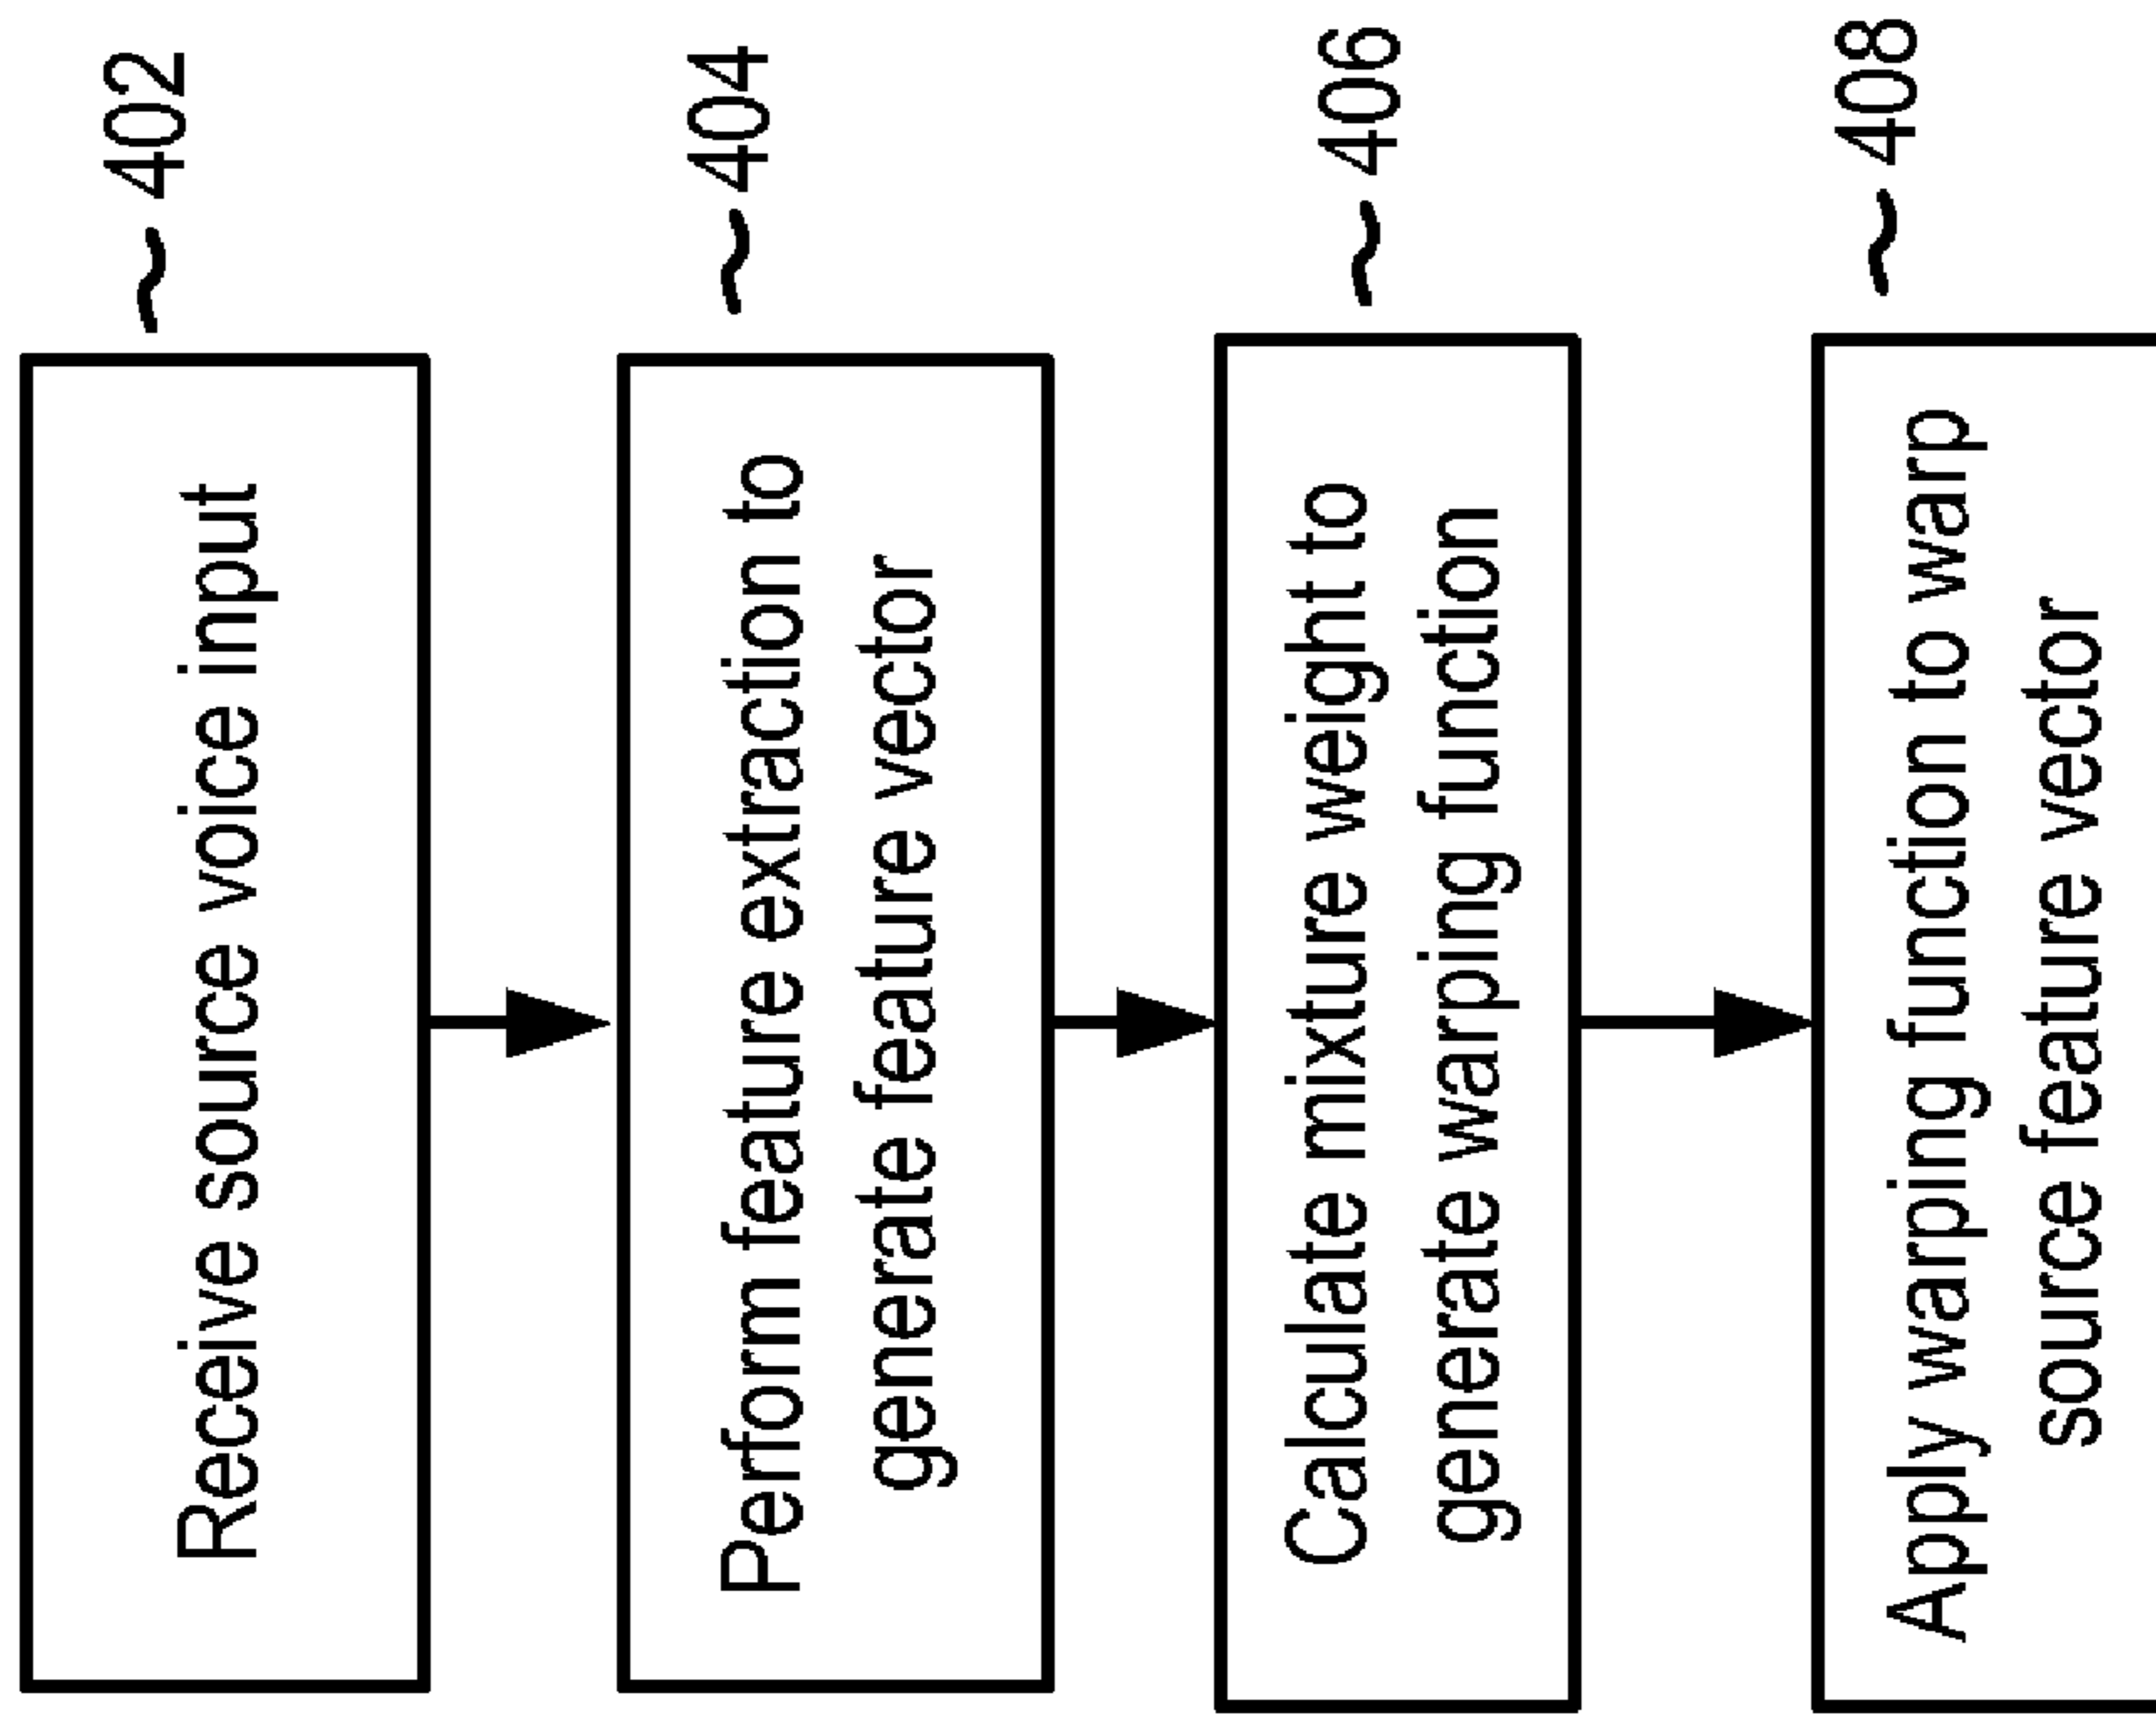 Receive source voice input
402
Perform feature extraction to
generate feature vector
404
Calculate mixture weight to
generate warping function
406
Apply warping function to warp
source feature vector
408